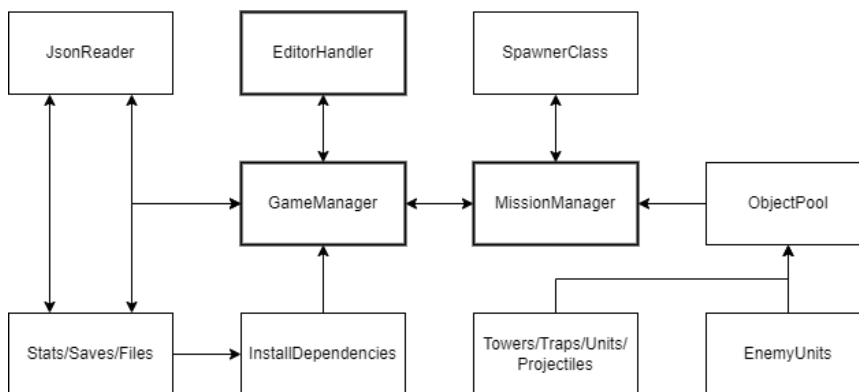 JsonReader
EditorHandler
SpawnerClass
GameManager
MissionManager
ObjectPool
Stats/Saves/Files
InstallDependencies
Towers/Traps/Units/
Projectiles
EnemyUnits